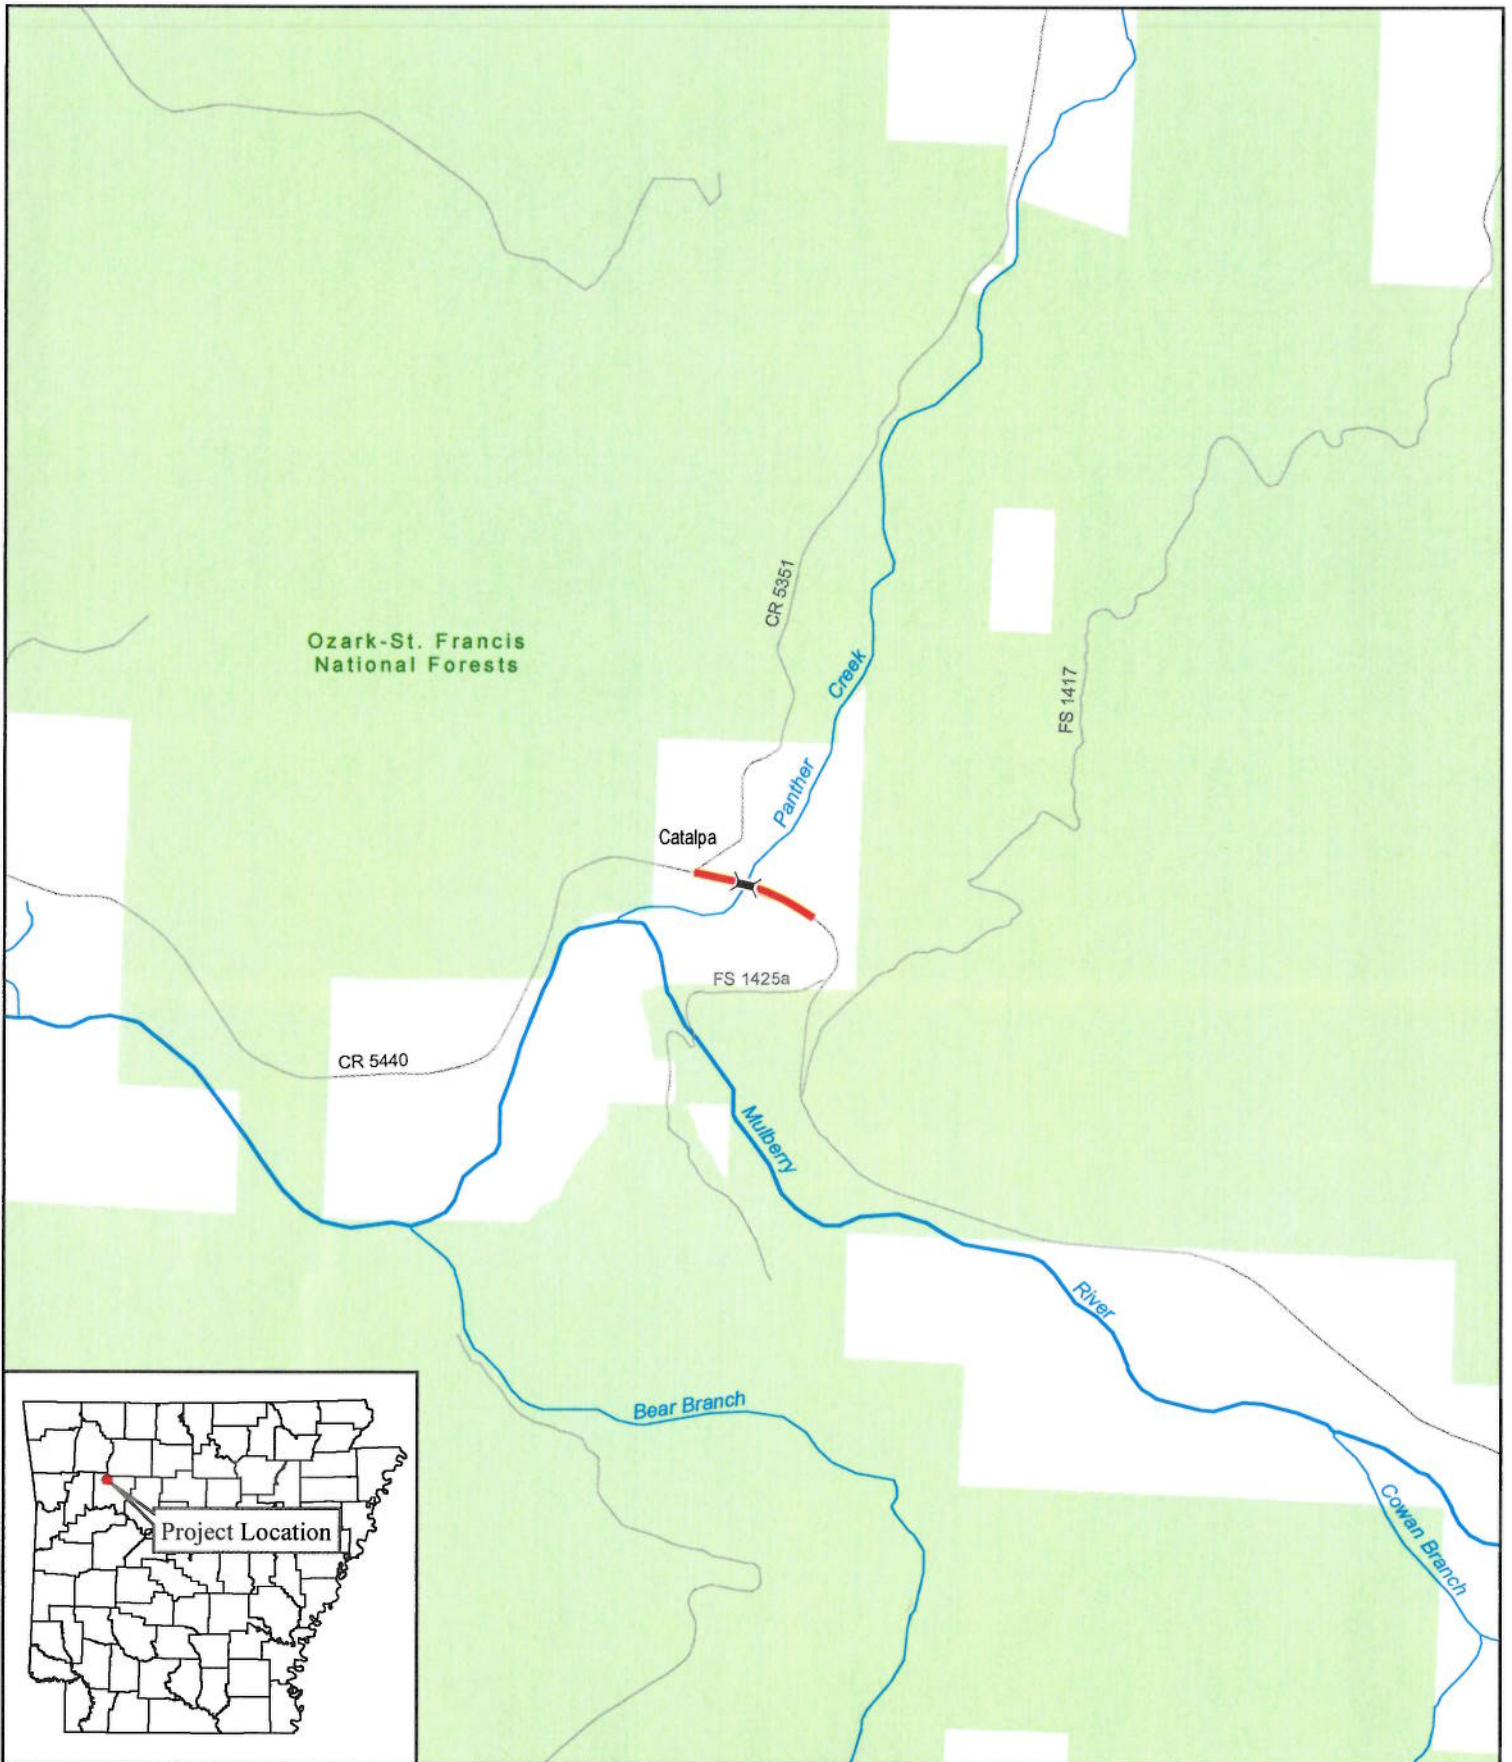 CR 5351
Ozark-St. Francis
National Forests
Creek
FS 1417
Panther
Catalpa
FS 1425a
CR 5440
Mulberry
River
Bear Branch
Cowan Branch
Project Location